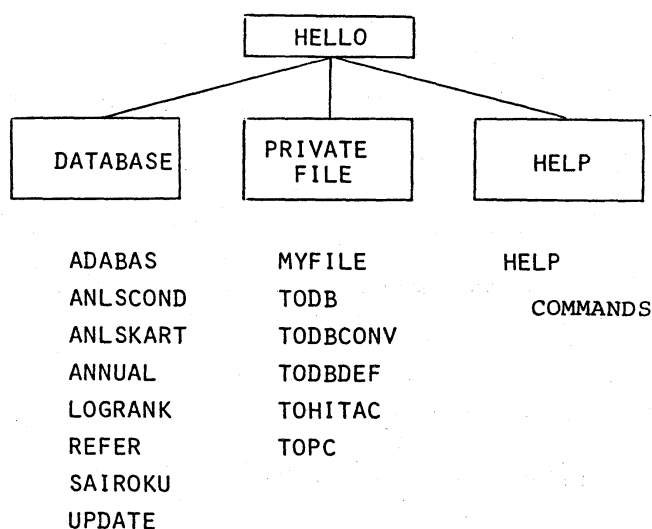 HELLO
DATABASE
PRIVATE
FILE
HELP
ADABAS
ANLSCOND
ANLSKART
ANNUAL
LOGRANK
REFER
SAIROKU
UPDATE
MYFILE
TODB
TODBCONV
TODBDEF
TOHITAC
TOPC
HELP
COMMANDS